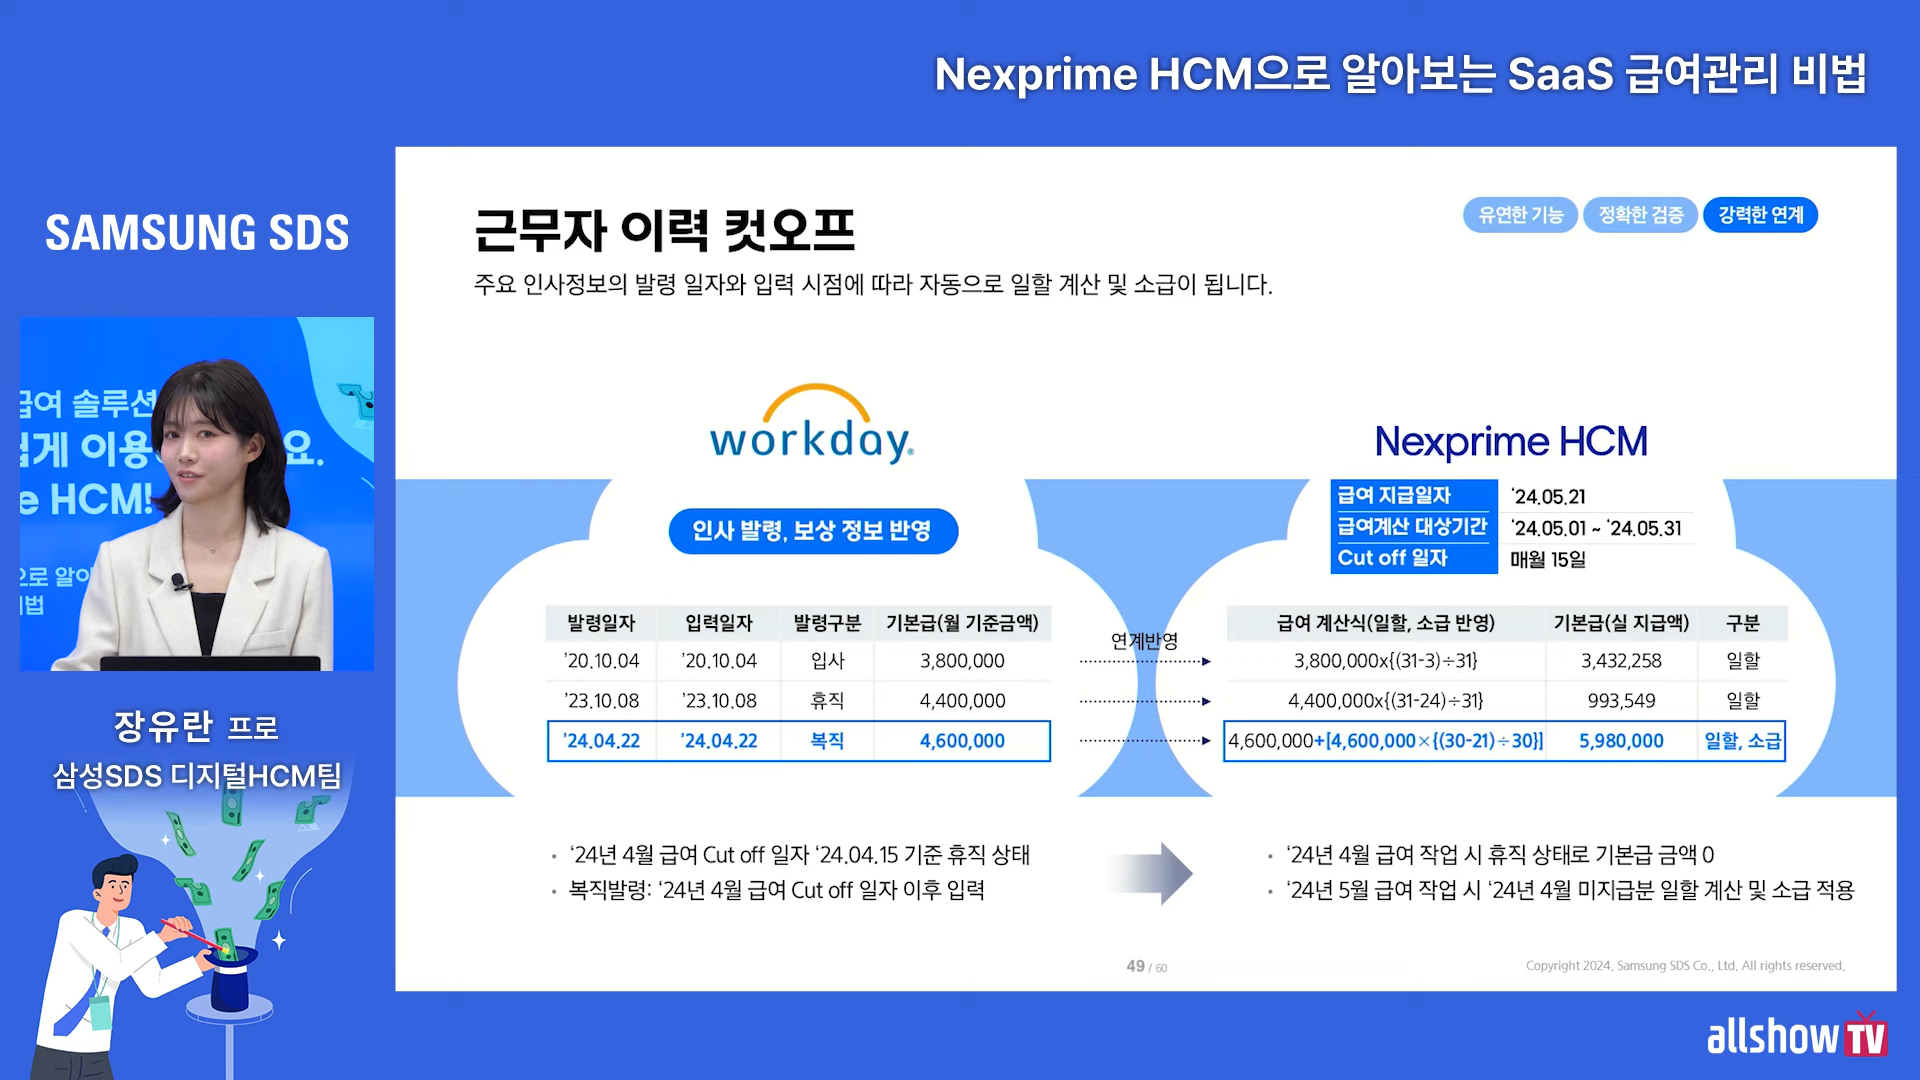 Nexprime HCM으로 알아보는 SaaS 급여관리 비법
SAMSUNG SDS
급여 솔루션
게 이용 요.
e HCM!
으로 알아
비법
장유란 프로
삼성SDS 디지털HCM팀
근무자 이력 컷오프
유연한 기능 정확한 검증 강력한 연계
주요 인사정보의 발령 일자와 입력 시점에 따라 자동으로 일할 계산 및 소급이 됩니다.
workday®
인사 발령, 보상 정보 반영
발령일자 입력일자 발령구분 기본급(월 기준금액)
’20.10.04 ’20.10.04 입사 3,800,000
’23.10.08 ’23.10.08 휴직 4,400,000
’24.04.22 ’24.04.22 복직 4,600,000
연계반영
Nexprime HCM
급여 지급일자 ‘24.05.21
급여계산 대상기간 ‘24.05.01 ~ ‘24.05.31
Cut off 일자 매월 15일
급여 계산식(일할, 소급 반영) 기본급(실 지급액) 구분
3,800,000x{(31-3)÷31} 3,432,258 일할
4,400,000x{(31-24)÷31} 993,549 일할
4,600,000+[4,600,000×{(30-21)÷30}] 5,980,000 일할, 소급
• ‘24년 4월 급여 Cut off 일자 ‘24.04.15 기준 휴직 상태
• 복직발령: ‘24년 4월 급여 Cut off 일자 이후 입력
• ‘24년 4월 급여 작업 시 휴직 상태로 기본급 금액 0
• ‘24년 5월 급여 작업 시 ‘24년 4월 미지급분 일할 계산 및 소급 적용
49 / 60
Copyright 2024. Samsung SDS Co., Ltd. All rights reserved.
allshow TV